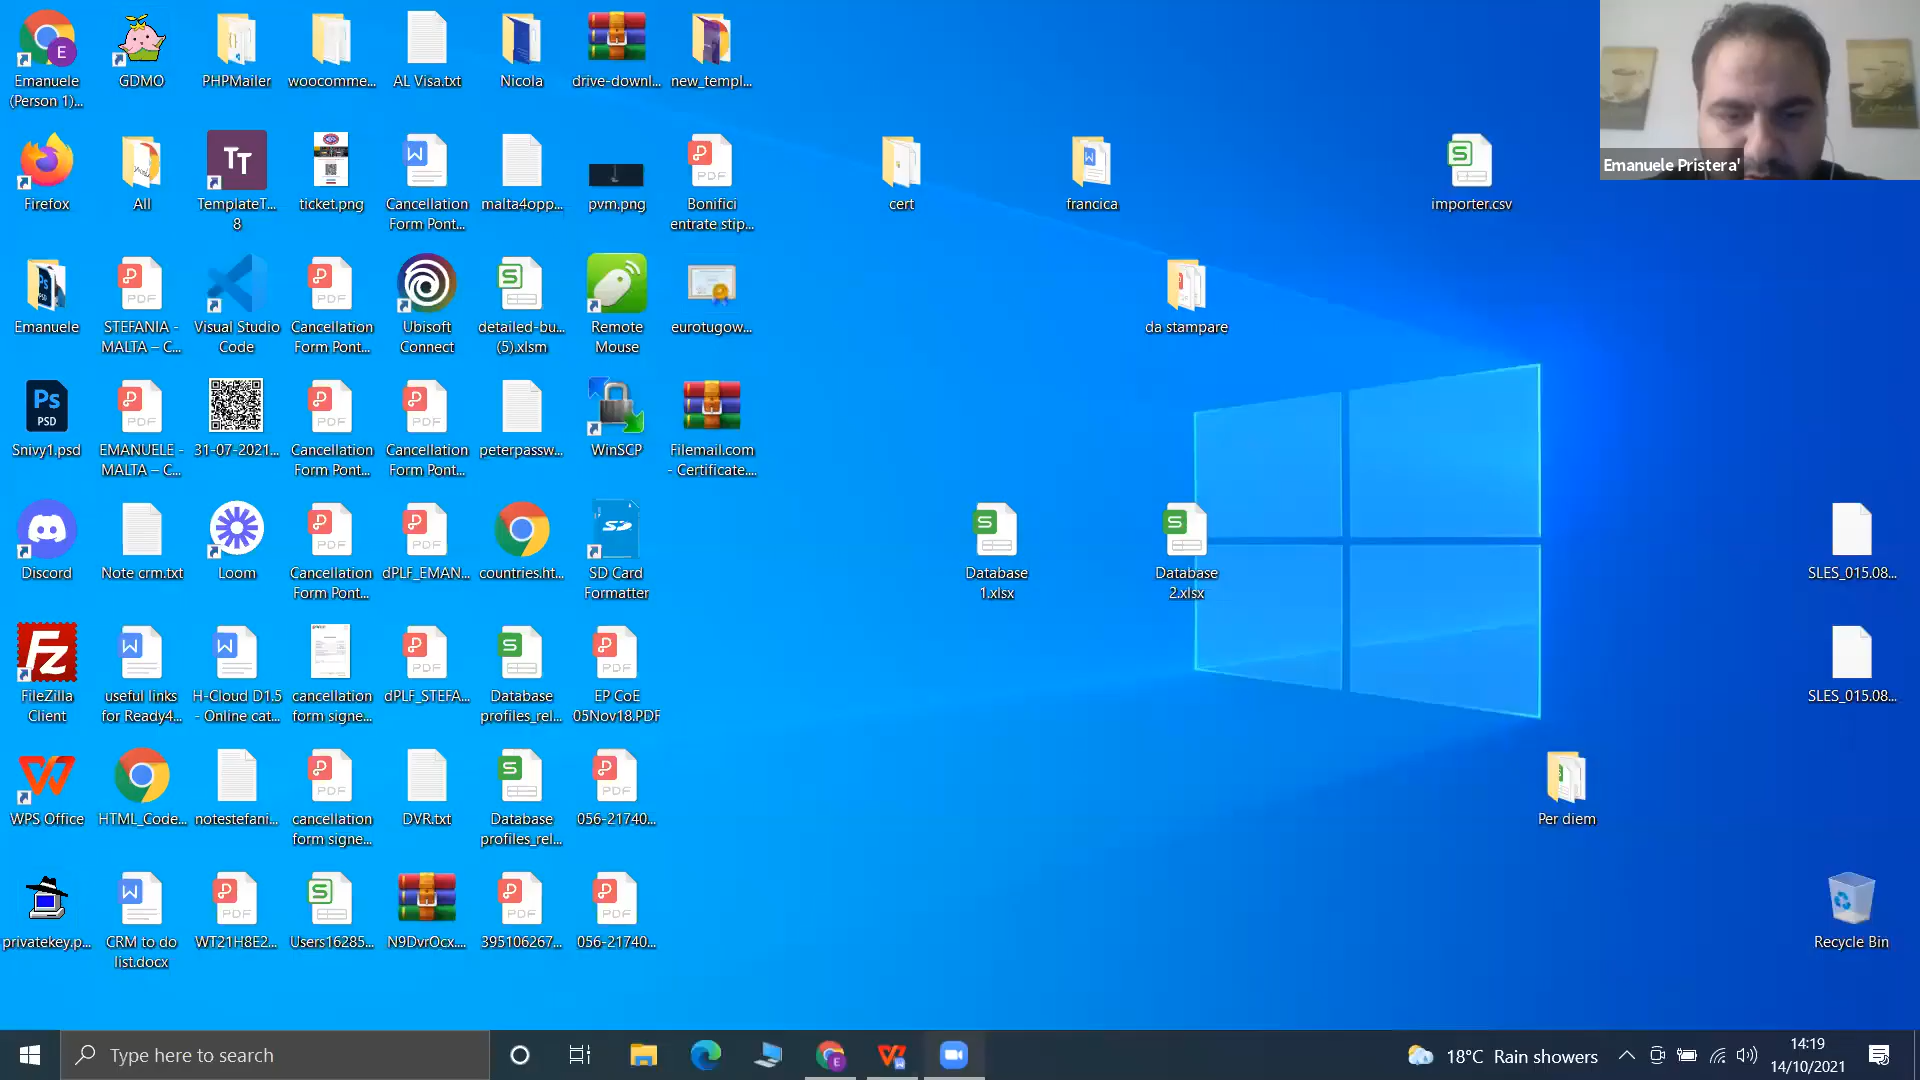 Emanuele
(Person 1)...
GDMO
PHPMailer
woocomme...
AL Visa.txt
Nicola
drive-downl...
new_templ...
Emanuele Pristera'
Firefox
All
TemplateT...
8
ticket.png
Cancellation
Form Pont...
malta4opp...
pvm.png
Bonifici
entrate stip...
cert
francica
importer.csv
Emanuele
STEFANIA -
MALTA – C...
Visual Studio
Code
Cancellation
Form Pont...
Ubisoft
Connect
detailed-bu...
(5).xlsm
Remote
Mouse
eurotugow...
da stampare
Snivy1.psd
EMANUELE -
MALTA – C...
31-07-2021...
Cancellation
Form Pont...
Cancellation
Form Pont...
peterpassw...
WinSCP
Filemail.com
- Certificate....
Discord
Note crm.txt
Loom
Cancellation
Form Pont...
dPLF_EMAN...
countries.ht...
SD Card
Formatter
Database
1.xlsx
Database
2.xlsx
SLES_015.08...
FileZilla
Client
useful links
for Ready4...
H-Cloud D1.5
- Online cat...
cancellation
form signe...
dPLF_STEFA...
Database
profiles_rel...
EP CoE
05Nov18.PDF
SLES_015.08...
WPS Office
HTML_Code...
notestefani...
cancellation
form signe...
DVR.txt
Database
profiles_rel...
056-21740...
Per diem
privatekey.p...
CRM to do
list.docx
WT21H8E2...
Users16285...
N9DvrOcx....
395106267...
056-21740...
Recycle Bin
Type here to search
18°C Rain showers
14:19
14/10/2021